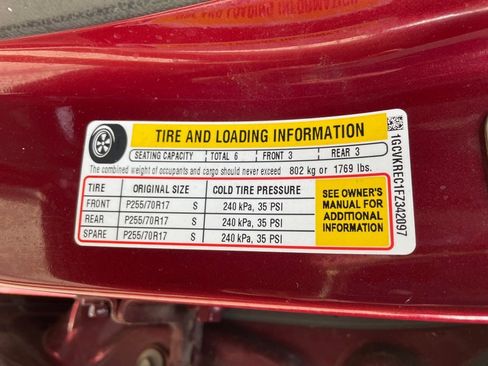 TIRE AND LOADING INFORMATION
SEATING CAPACITY TOTAL 6 FRONT 3 REAR 3
The combined weight of occupants and cargo should never exceed 802 kg or 1769 lbs.
TIRE ORIGINAL SIZE COLD TIRE PRESSURE
FRONT P255/70R17 S 240 kPa, 35 PSI
REAR P255/70R17 S 240 kPa, 35 PSI
SPARE P255/70R17 S 240 kPa, 35 PSI
SEE OWNER'S
MANUAL FOR
ADDITIONAL
INFORMATION
1GCVKREC1FZ342097